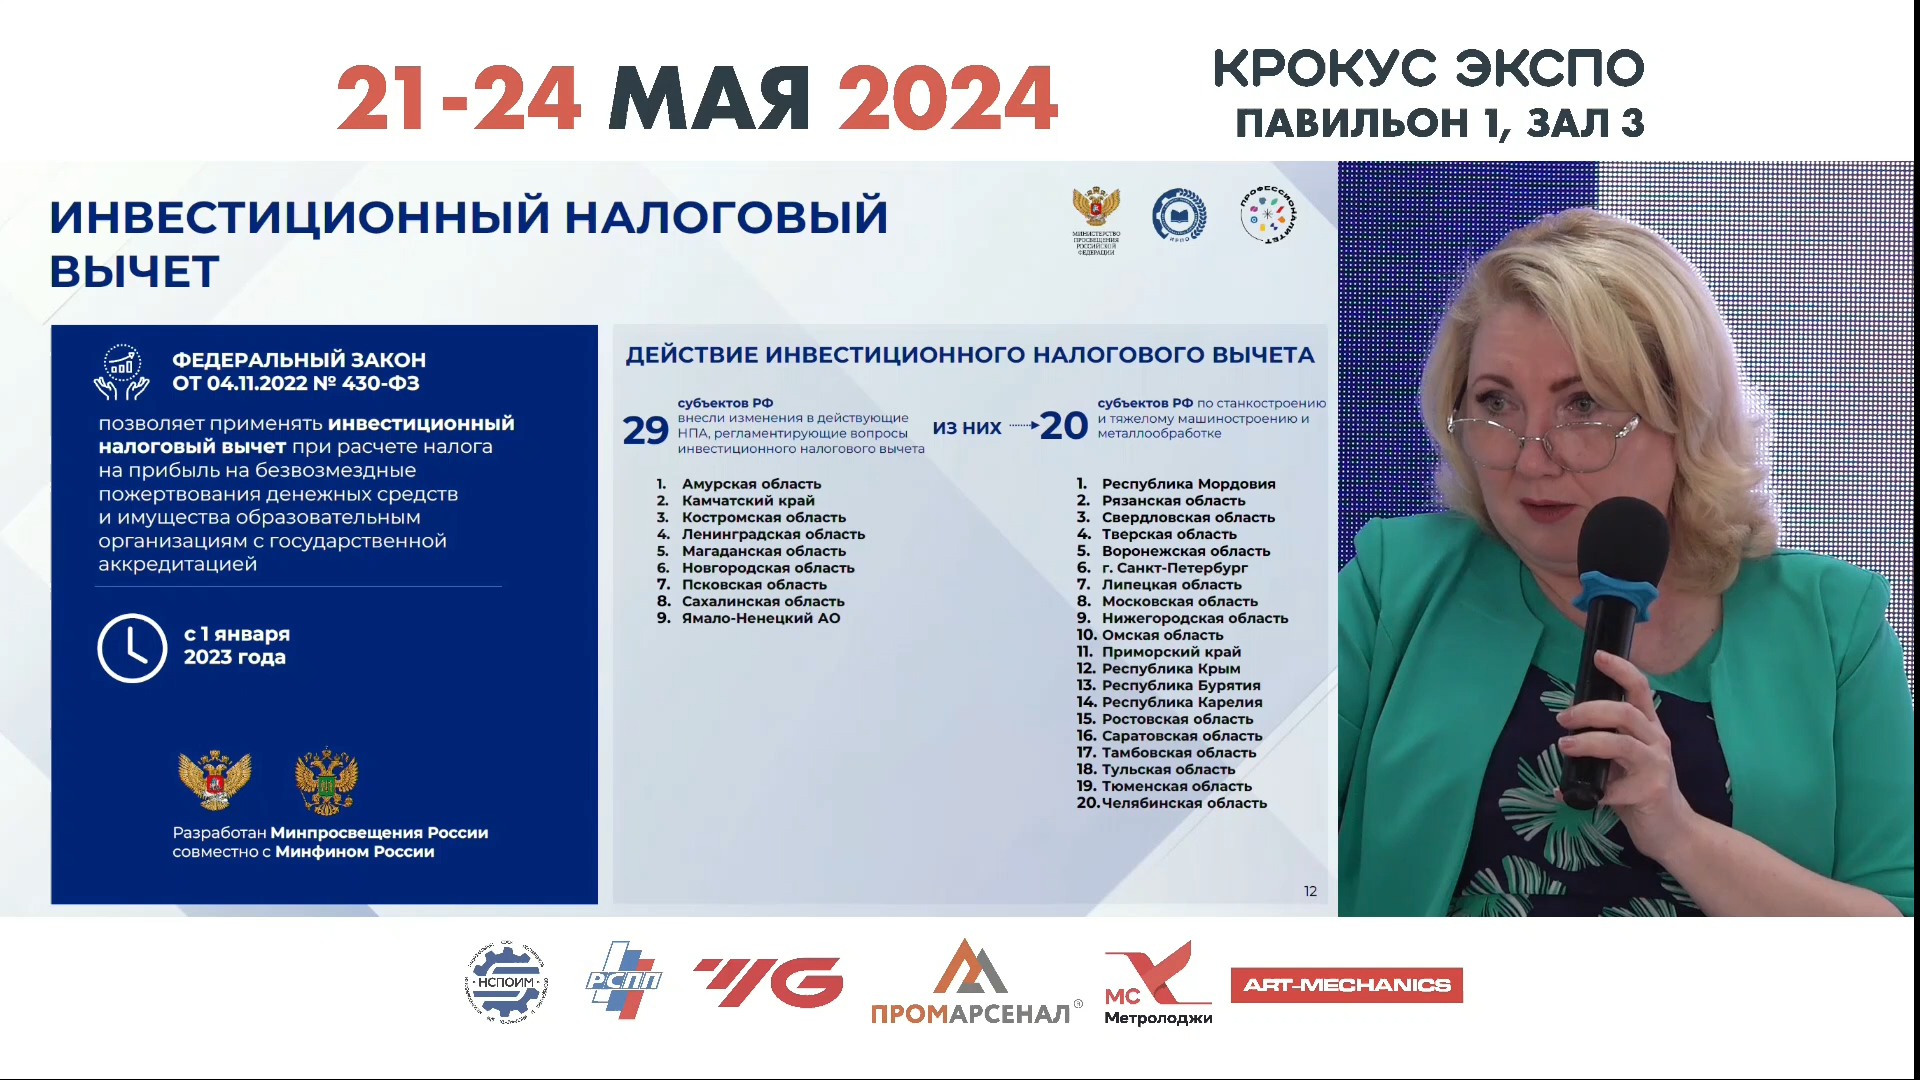 21-24 МАЯ 2024
КРОКУС ЭКСПО
ПАВИЛЬОН 1, ЗАЛ 3
ИНВЕСТИЦИОННЫЙ НАЛОГОВЫЙ
ВЫЧЕТ
МИНИСТЕРСТВО
ПРОСВЕЩЕНИЯ
РОССИЙСКОЙ
ФЕДЕРАЦИИ
ИРПО
ПРОФЕССИОНАЛИТЕТ
ФЕДЕРАЛЬНЫЙ ЗАКОН
ОТ 04.11.2022 № 430-ФЗ
позволяет применять инвестиционный
налоговый вычет при расчете налога
на прибыль на безвозмездные
пожертвования денежных средств
и имущества образовательным
организациям с государственной
аккредитацией
с 1 января
2023 года
Разработан Минпросвещения России
совместно с Минфином России
ДЕЙСТВИЕ ИНВЕСТИЦИОННОГО НАЛОГОВОГО ВЫЧЕТА
29
субъектов РФ
внесли изменения в действующие
НПА, регламентирующие вопросы
инвестиционного налогового вычета
ИЗ НИХ
20
субъектов РФ по станкостроению
и тяжелому машиностроению и
металлообработке
1. Амурская область
2. Камчатский край
3. Костромская область
4. Ленинградская область
5. Магаданская область
6. Новгородская область
7. Псковская область
8. Сахалинская область
9. Ямало-Ненецкий АО
1. Республика Мордовия
2. Рязанская область
3. Свердловская область
4. Тверская область
5. Воронежская область
6. г. Санкт-Петербург
7. Липецкая область
8. Московская область
9. Нижегородская область
10. Омская область
11. Приморский край
12. Республика Крым
13. Республика Бурятия
14. Республика Карелия
15. Ростовская область
16. Саратовская область
17. Тамбовская область
18. Тульская область
19. Тюменская область
20. Челябинская область
12
НСПОИМ
РСПП
YG
ПРОМАРСЕНАЛ®
МС
Метролоджи
ART-MECHANICS